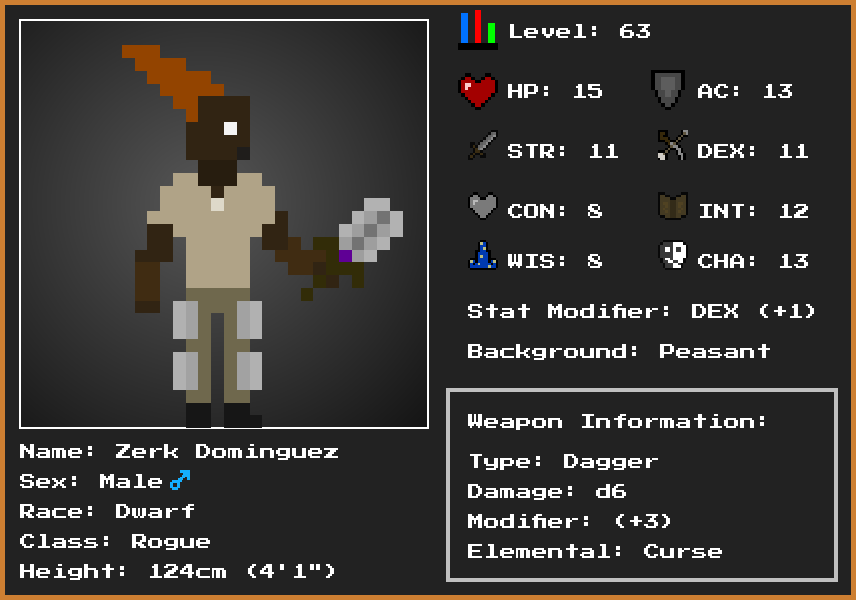 Level: 63
HP: 15
AC: 13
STR: 11
DEX: 11
CON: 8
INT: 12
WIS: 8
CHA: 13
Stat Modifier: DEX (+1)
Background: Peasant
Weapon Information:
Type: Dagger
Damage: d6
Modifier: (+3)
Elemental: Curse
Name: Zerk Dominguez
Sex: Male♂
Race: Dwarf
Class: Rogue
Height: 124cm (4'1")